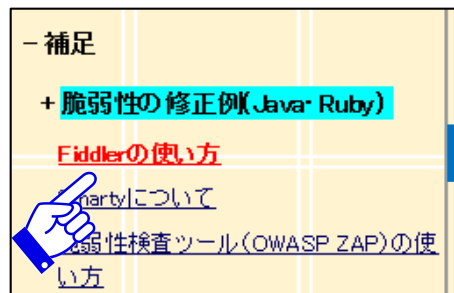 − 補足
+ 脆弱性の修正例(Java・Ruby)
Fiddlerの使い方
martyについて
弱性検査ツール(OWASP ZAP)の使
い方